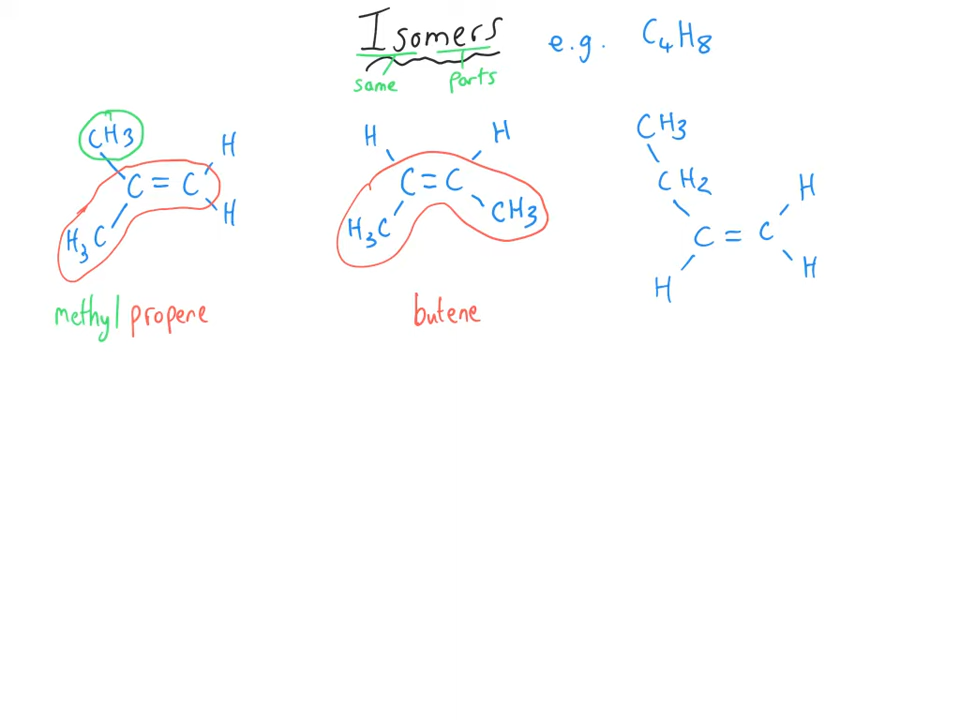 Isomers e.g. C4H8
same parts
CH3 H
C = C
H3C H
methyl propene
H H
C = C
H3C CH3
butene
CH3
CH2 H
C = C
H H